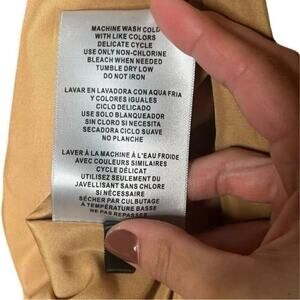 MACHINE WASH COLD
WITH LIKE COLORS
DELICATE CYCLE
USE ONLY NON-CHLORINE
BLEACH WHEN NEEDED
TUMBLE DRY LOW
DO NOT IRON
LAVAR EN LAVADORA CON AQUA FRIA
Y COLORES IGUALES
CICLO DELICADO
USE SOLO BLANQUEADOR
SIN CLORO SI NECESITA
SECADORA CICLO SUAVE
NO PLANCHE
LAVER À LA MACHINE À L'EAU FROIDE
AVEC COULEURS SIMILAIRES
CYCLE DÉLICAT
UTILIZES SEULEMENT DU
JAVELLISANT SANS CHLORE
SI NÉCESSAIRE
SÉCHER PAR CULBUTAGE
À TEMPÉRATURE BASSE
NE PAS REPASSER